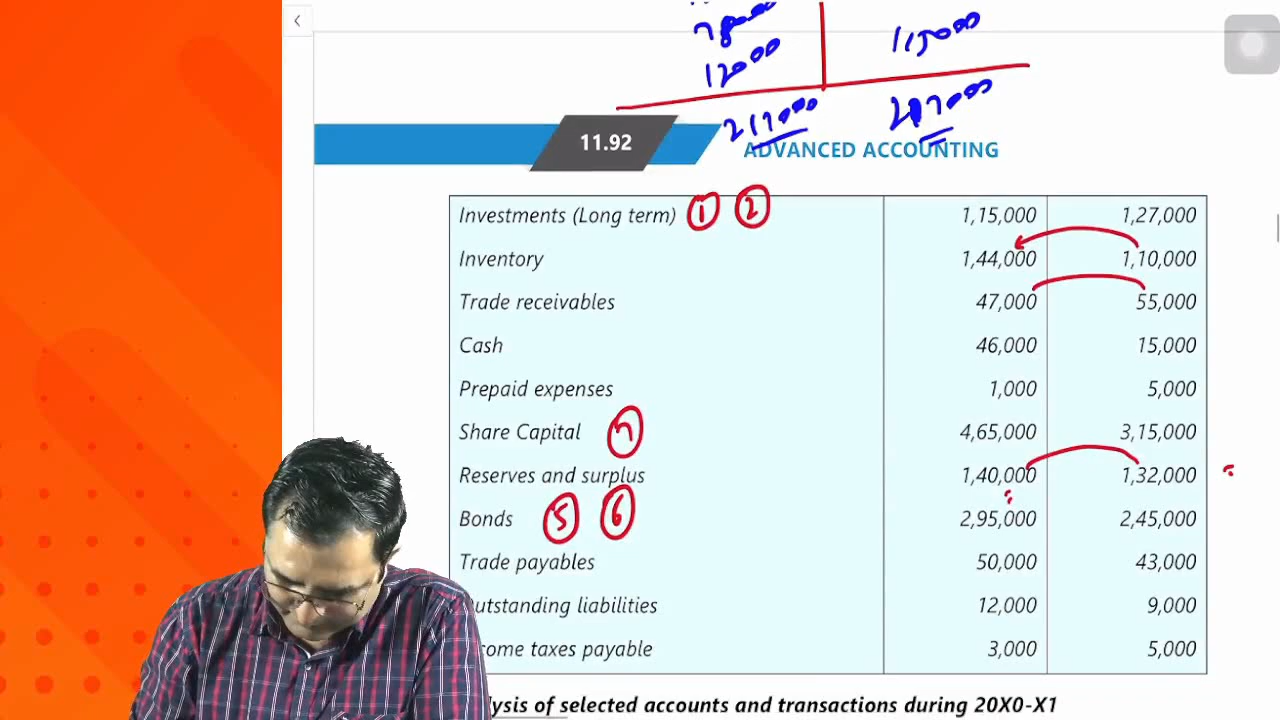 78000
12000 115000
217000 207000
11.92 ADVANCED ACCOUNTING
Investments (Long term) 1 2 1,15,000 1,27,000
Inventory 1,44,000 1,10,000
Trade receivables 47,000 55,000
Cash 46,000 15,000
Prepaid expenses 1,000 5,000
Share Capital 7 4,65,000 3,15,000
Reserves and surplus 1,40,000 1,32,000
Bonds 5 6 2,95,000 2,45,000
Trade payables 50,000 43,000
utstanding liabilities 12,000 9,000
ome taxes payable 3,000 5,000
lysis of selected accounts and transactions during 20X0-X1